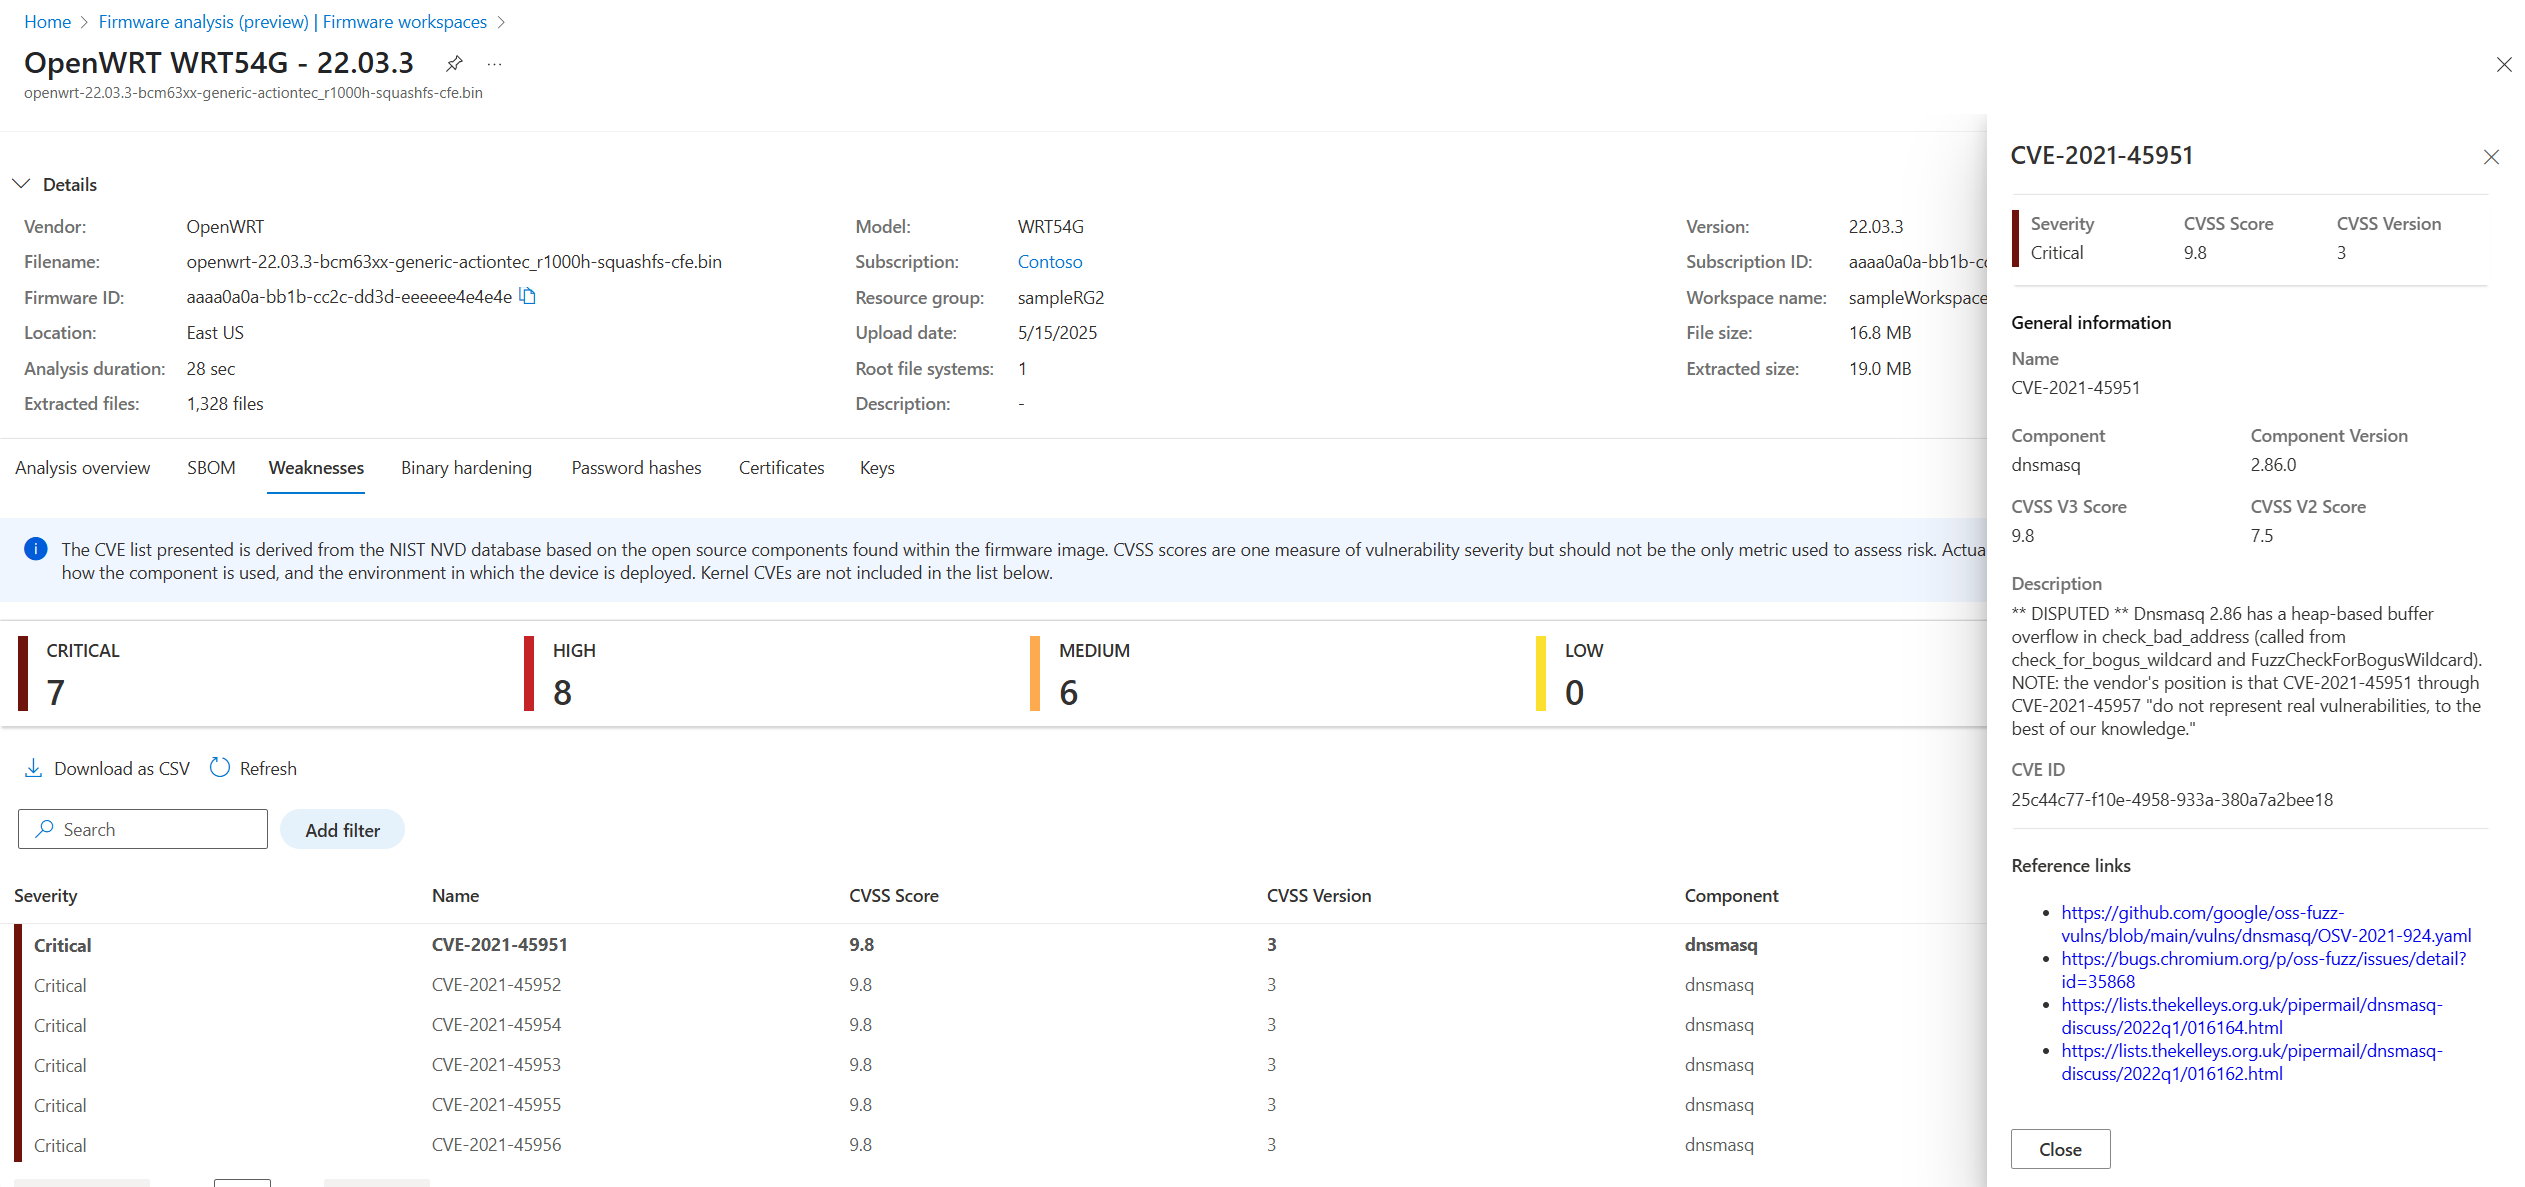 Home > Firmware analysis (preview) | Firmware workspaces >
OpenWRT WRT54G - 22.03.3
openwrt-22.03.3-bcm63xx-generic-actiontec_r1000h-squashfs-cfe.bin
Details
Vendor: OpenWRT Model: WRT54G Version: 22.03.3
Filename: openwrt-22.03.3-bcm63xx-generic-actiontec_r1000h-squashfs-cfe.bin Subscription: Contoso Subscription ID: aaaa0a0a-bb1b-cc
Firmware ID: aaaa0a0a-bb1b-cc2c-dd3d-eeeeee4e4e4e Resource group: sampleRG2 Workspace name: sampleWorkspace
Location: East US Upload date: 5/15/2025 File size: 16.8 MB
Analysis duration: 28 sec Root file systems: 1 Extracted size: 19.0 MB
Extracted files: 1,328 files Description: -
Analysis overview SBOM Weaknesses Binary hardening Password hashes Certificates Keys
The CVE list presented is derived from the NIST NVD database based on the open source components found within the firmware image. CVSS scores are one measure of vulnerability severity but should not be the only metric used to assess risk. Actua
how the component is used, and the environment in which the device is deployed. Kernel CVEs are not included in the list below.
CRITICAL HIGH MEDIUM LOW
7 8 6 0
Download as CSV Refresh
Search Add filter
Severity Name CVSS Score CVSS Version Component
Critical CVE-2021-45951 9.8 3 dnsmasq
Critical CVE-2021-45952 9.8 3 dnsmasq
Critical CVE-2021-45954 9.8 3 dnsmasq
Critical CVE-2021-45953 9.8 3 dnsmasq
Critical CVE-2021-45955 9.8 3 dnsmasq
Critical CVE-2021-45956 9.8 3 dnsmasq
CVE-2021-45951
Severity CVSS Score CVSS Version
Critical 9.8 3
General information
Name
CVE-2021-45951
Component Component Version
dnsmasq 2.86.0
CVSS V3 Score CVSS V2 Score
9.8 7.5
Description
** DISPUTED ** Dnsmasq 2.86 has a heap-based buffer
overflow in check_bad_address (called from
check_for_bogus_wildcard and FuzzCheckForBogusWildcard).
NOTE: the vendor's position is that CVE-2021-45951 through
CVE-2021-45957 "do not represent real vulnerabilities, to the
best of our knowledge."
CVE ID
25c44c77-f10e-4958-933a-380a7a2bee18
Reference links
• https://github.com/google/oss-fuzz-
vulns/blob/main/vulns/dnsmasq/OSV-2021-924.yaml
• https://bugs.chromium.org/p/oss-fuzz/issues/detail?
id=35868
• https://lists.thekelleys.org.uk/pipermail/dnsmasq-
discuss/2022q1/016164.html
• https://lists.thekelleys.org.uk/pipermail/dnsmasq-
discuss/2022q1/016162.html
Close